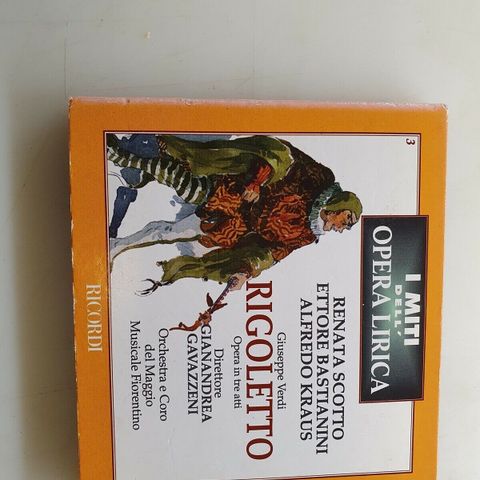 3
I MITI
DELL'
OPERA LIRICA
RENATA SCOTTO
ETTORE BASTIANINI
ALFREDO KRAUS
Giuseppe Verdi
RIGOLETTO
Opera in tre atti
Direttore
GIANANDREA
GAVAZZENI
Orchestra e Coro
del Maggio
Musicale Fiorentino
RICORDI